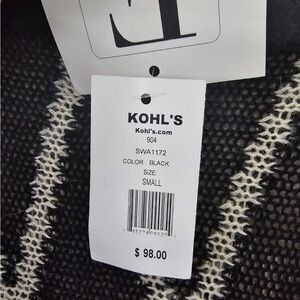 KOHL'S
Kohl's.com
904
SWA1172
COLOR BLACK
SIZE:
SMALL
$ 98.00